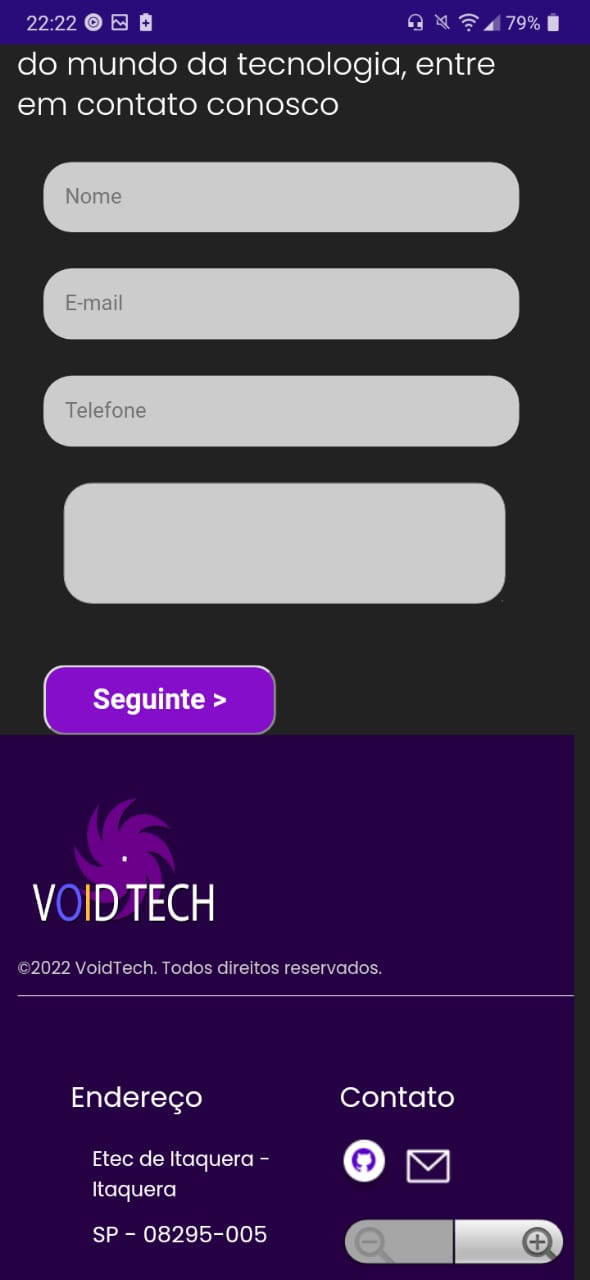 22:22 79%
do mundo da tecnologia, entre
em contato conosco
Nome
E-mail
Telefone
Seguinte >
VOID TECH
©2022 VoidTech. Todos direitos reservados.
Endereço
Contato
Etec de Itaquera -
Itaquera
SP - 08295-005